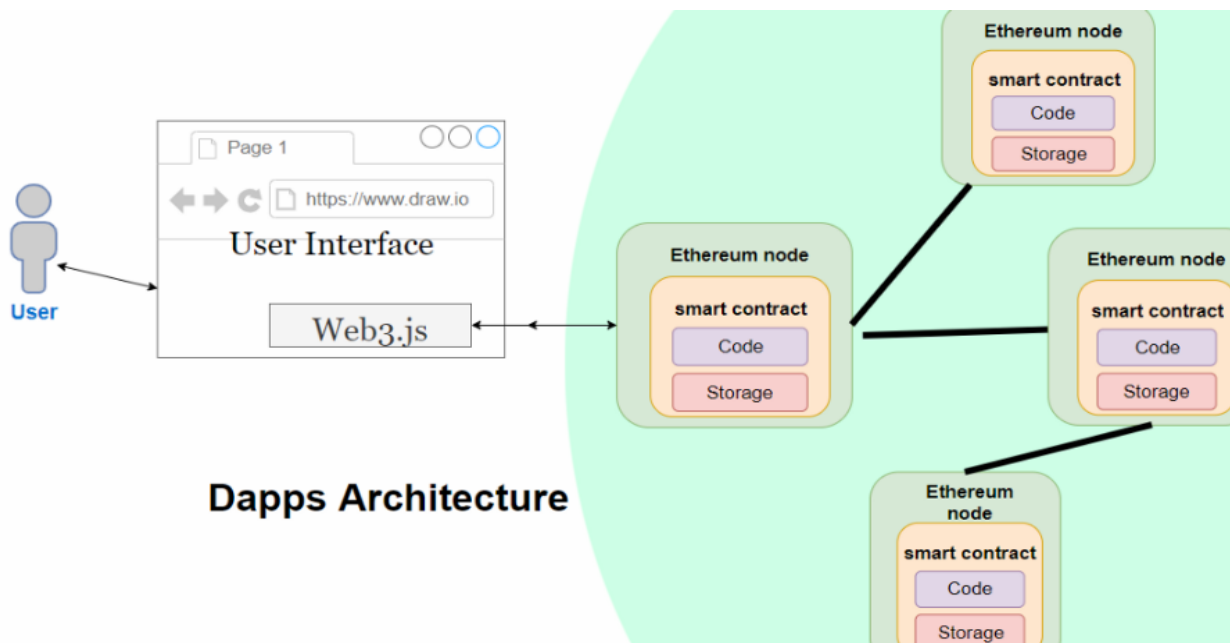 Page 1
https://www.draw.io
User Interface
Web3.js
User
Dapps Architecture
Ethereum node
smart contract
Code
Storage
Ethereum node
smart contract
Code
Storage
Ethereum node
smart contract
Code
Storage
Ethereum
node
smart contract
Code
Storage